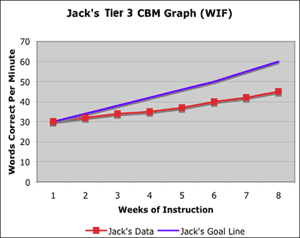 Jack's Tier 3 CBM Graph (WIF)
Words Correct Per Minute
70
60
50
40
30
20
10
0
1 2 3 4 5 6 7 8
Weeks of Instruction
Jack's Data Jack's Goal Line